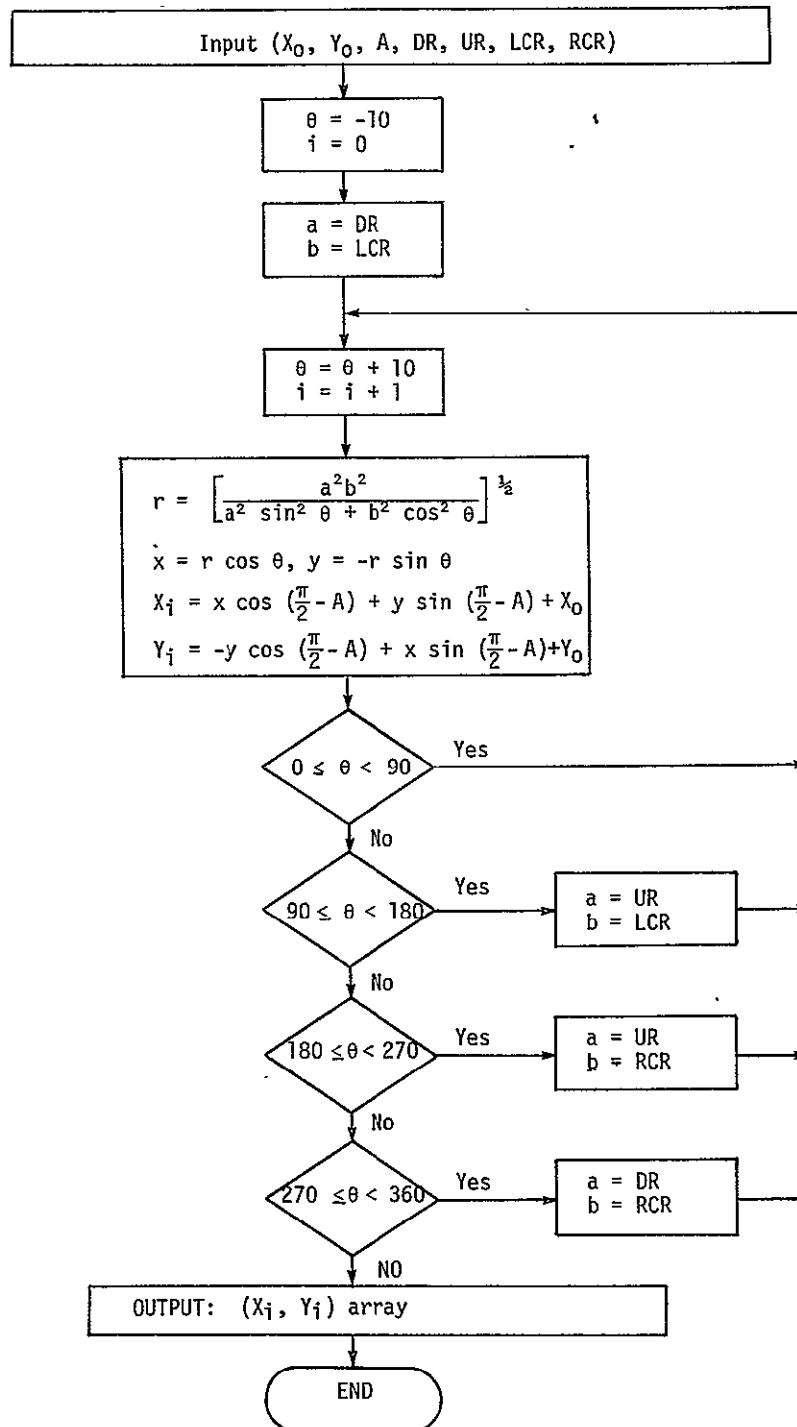 Input (X₀, Y₀, A, DR, UR, LCR, RCR)
θ = -10
i = 0
a = DR
b = LCR
θ = θ + 10
i = i + 1
r = [a²b² / (a² sin² θ + b² cos² θ)]^½
x = r cos θ, y = -r sin θ
Xᵢ = x cos (π/2 - A) + y sin (π/2 - A) + X₀
Yᵢ = -y cos (π/2 - A) + x sin (π/2 - A)+Y₀
0 ≤ θ < 90
Yes
No
90 ≤ θ < 180
Yes
a = UR
b = LCR
No
180 ≤ θ < 270
Yes
a = UR
b = RCR
No
270 ≤ θ < 360
Yes
a = DR
b = RCR
NO
OUTPUT: (Xᵢ, Yᵢ) array
END